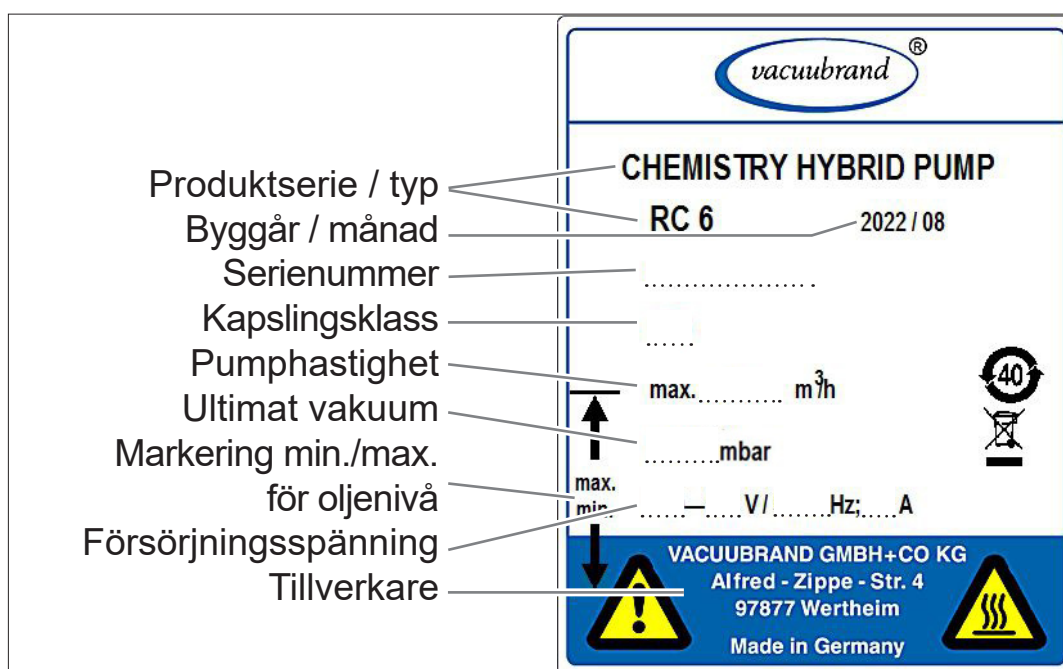 vacuubrand ®
CHEMISTRY HYBRID PUMP
RC 6
2022 / 08
Produktserie / typ
Byggår / månad
Serienummer
Kapslingsklass
Pumphastighet
Ultimat vakuum
Markering min./max.
för oljenivå
Försörjningsspänning
Tillverkare
................... .
......
max........... m³/h
40
.........mbar
max.
min.
......—.....V / .......Hz;.....A
VACUUBRAND GMBH+CO KG
Alfred - Zippe - Str. 4
97877 Wertheim
Made in Germany